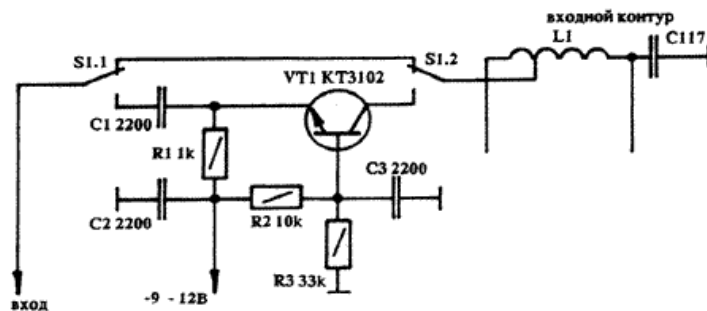 входной контур
L1
C117
S1.1
S1.2
VT1 KT3102
C1 2200
R1 1k
C3 2200
C2 2200
R2 10k
R3 33k
вход
-9 - 12В